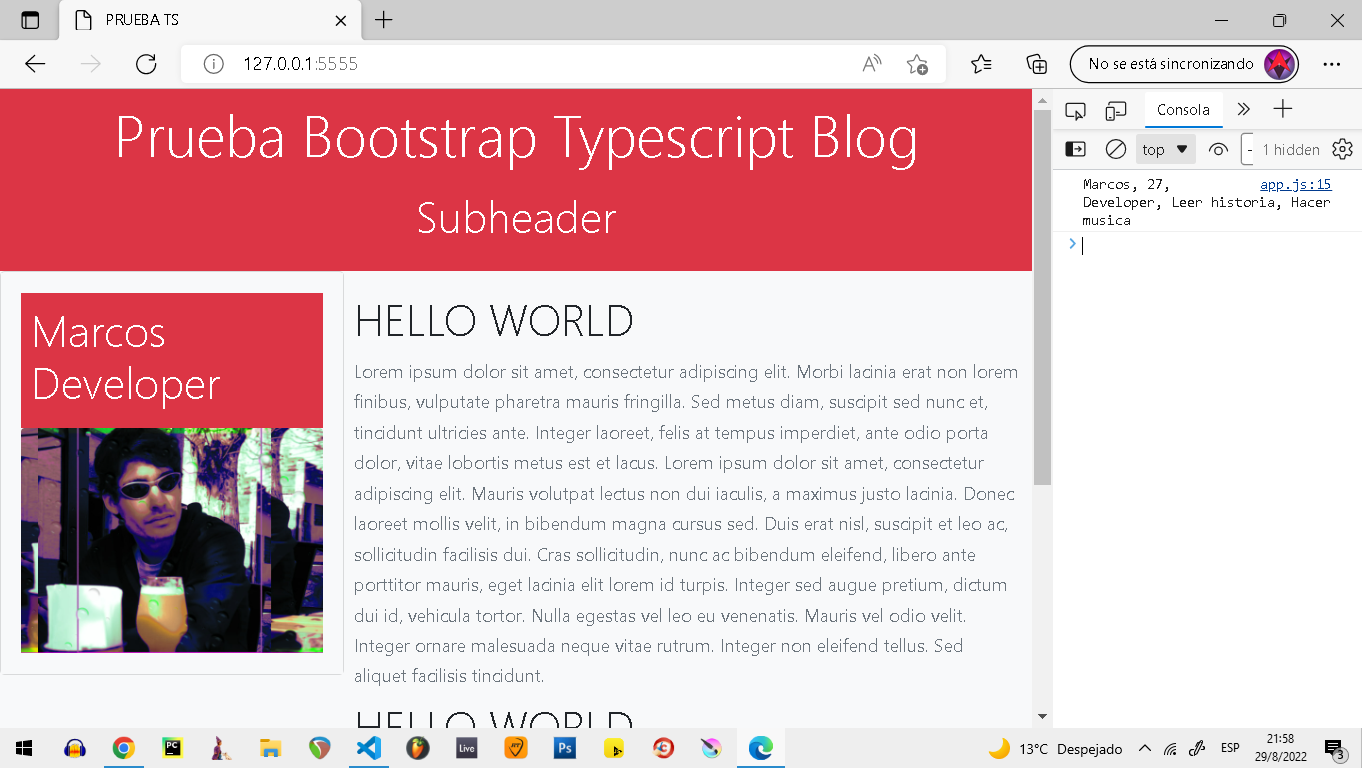 PRUEBA TS
127.0.0.1:5555
No se está sincronizando
Prueba Bootstrap Typescript Blog
Subheader
Marcos
Developer
HELLO WORLD
Lorem ipsum dolor sit amet, consectetur adipiscing elit. Morbi lacinia erat non lorem
finibus, vulputate pharetra mauris fringilla. Sed metus diam, suscipit sed nunc et,
tincidunt ultricies ante. Integer laoreet, felis at tempus imperdiet, ante odio porta
dolor, vitae lobortis metus est et lacus. Lorem ipsum dolor sit amet, consectetur
adipiscing elit. Mauris volutpat lectus non dui iaculis, a maximus justo lacinia. Donec
laoreet mollis velit, in bibendum magna cursus sed. Duis erat nisl, suscipit et leo ac,
sollicitudin facilisis dui. Cras sollicitudin, nunc ac bibendum eleifend, libero ante
porttitor mauris, eget lacinia elit lorem id turpis. Integer sed augue pretium, dictum
dui id, vehicula tortor. Nulla egestas vel leo eu venenatis. Mauris vel odio velit.
Integer ornare malesuada neque vitae rutrum. Integer non eleifend tellus. Sed
aliquet facilisis tincidunt.
HELLO WORLD
Consola
top
1 hidden
Marcos, 27, app.js:15
Developer, Leer historia, Hacer
musica
PC
Live
RT
Ps
13°C Despejado
ESP
21:58
29/8/2022
3